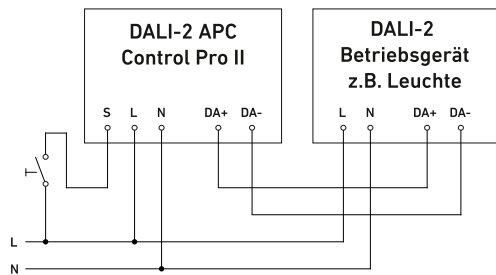 DALI-2 APC
Control Pro II
DALI-2
Betriebsgerät
z.B. Leuchte
S L N DA+ DA-
L N DA+ DA-
L
N